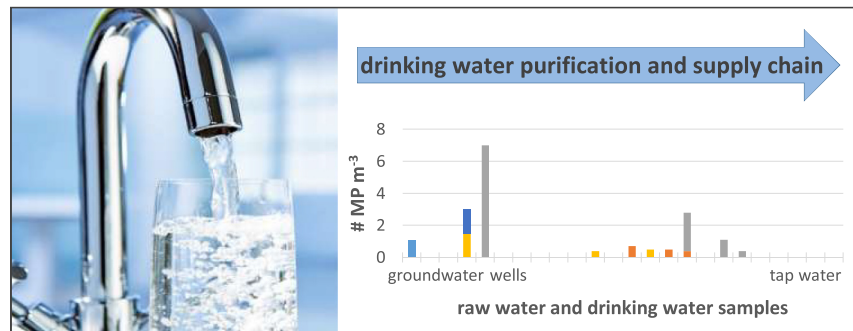 drinking water purification and supply chain
8
6
4
2
0
# MP m⁻³
groundwater wells
tap water
raw water and drinking water samples